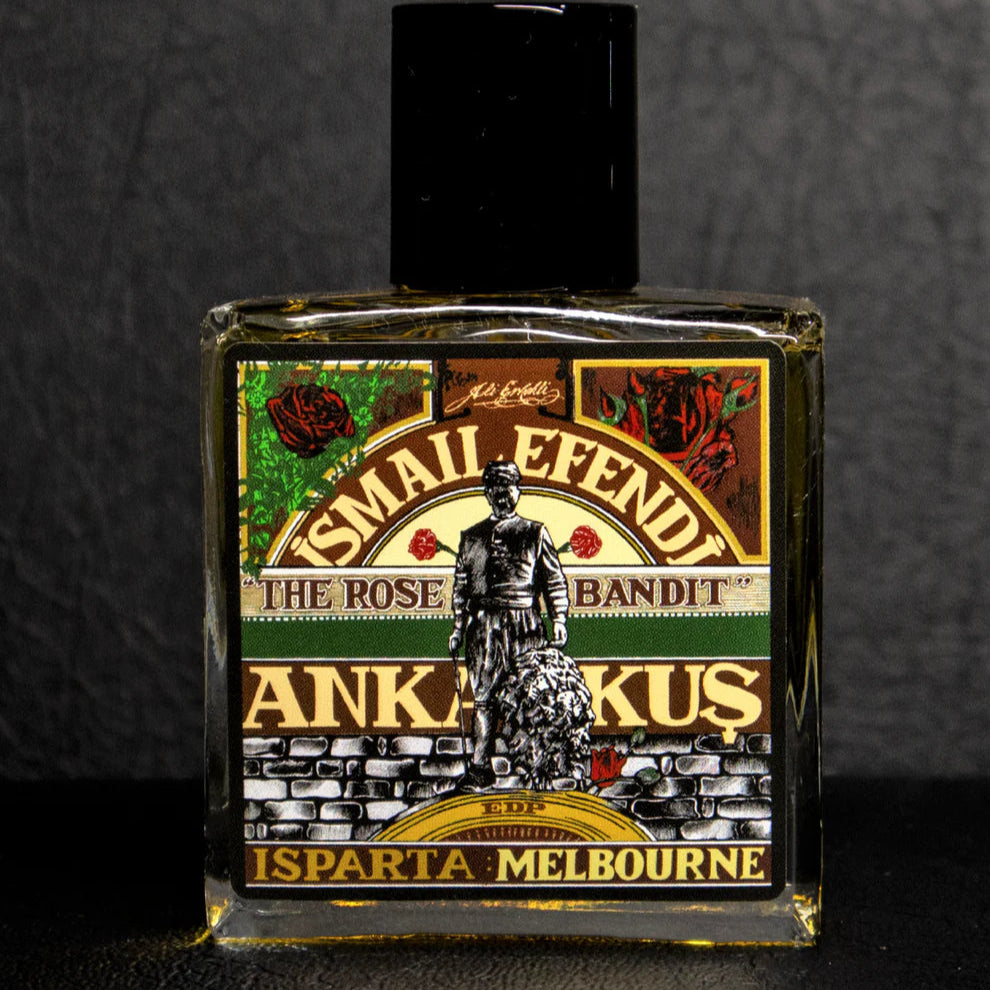 İSMAIL EFENDİ
"THE ROSE BANDIT"
ANKA KUŞ
EDP
ISPARTA : MELBOURNE